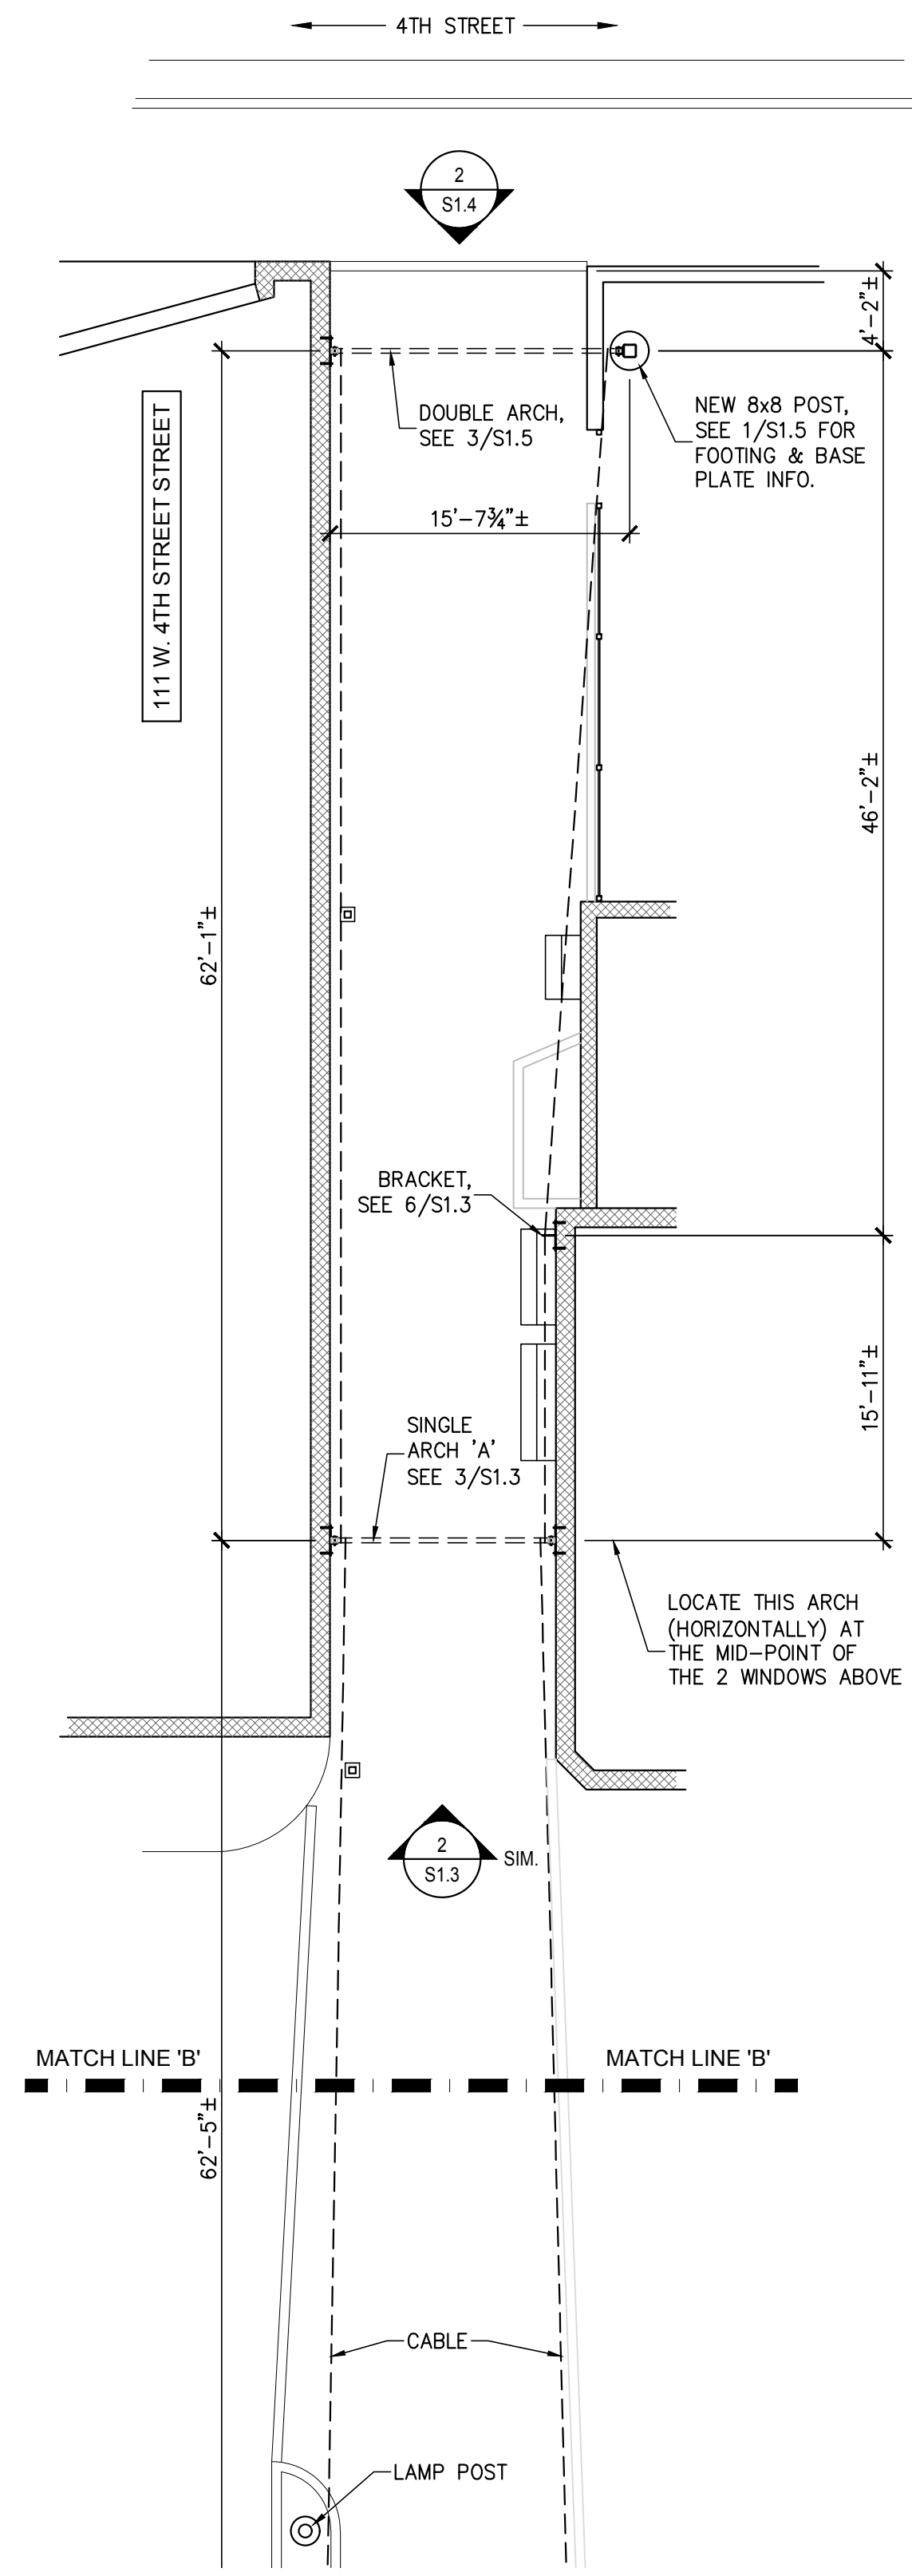 4TH STREET
2
S1.4
4'-2"±
DOUBLE ARCH,
SEE 3/S1.5
NEW 8x8 POST,
SEE 1/S1.5 FOR
FOOTING & BASE
PLATE INFO.
111 W. 4TH STREET STREET
15'-7¾"±
46'-2"±
62'-1"±
BRACKET,
SEE 6/S1.3
15'-11"±
SINGLE
ARCH 'A'
SEE 3/S1.3
LOCATE THIS ARCH
(HORIZONTALLY) AT
THE MID-POINT OF
THE 2 WINDOWS ABOVE
2
S1.3
SIM.
MATCH LINE 'B'
MATCH LINE 'B'
62'-5"±
CABLE
LAMP POST